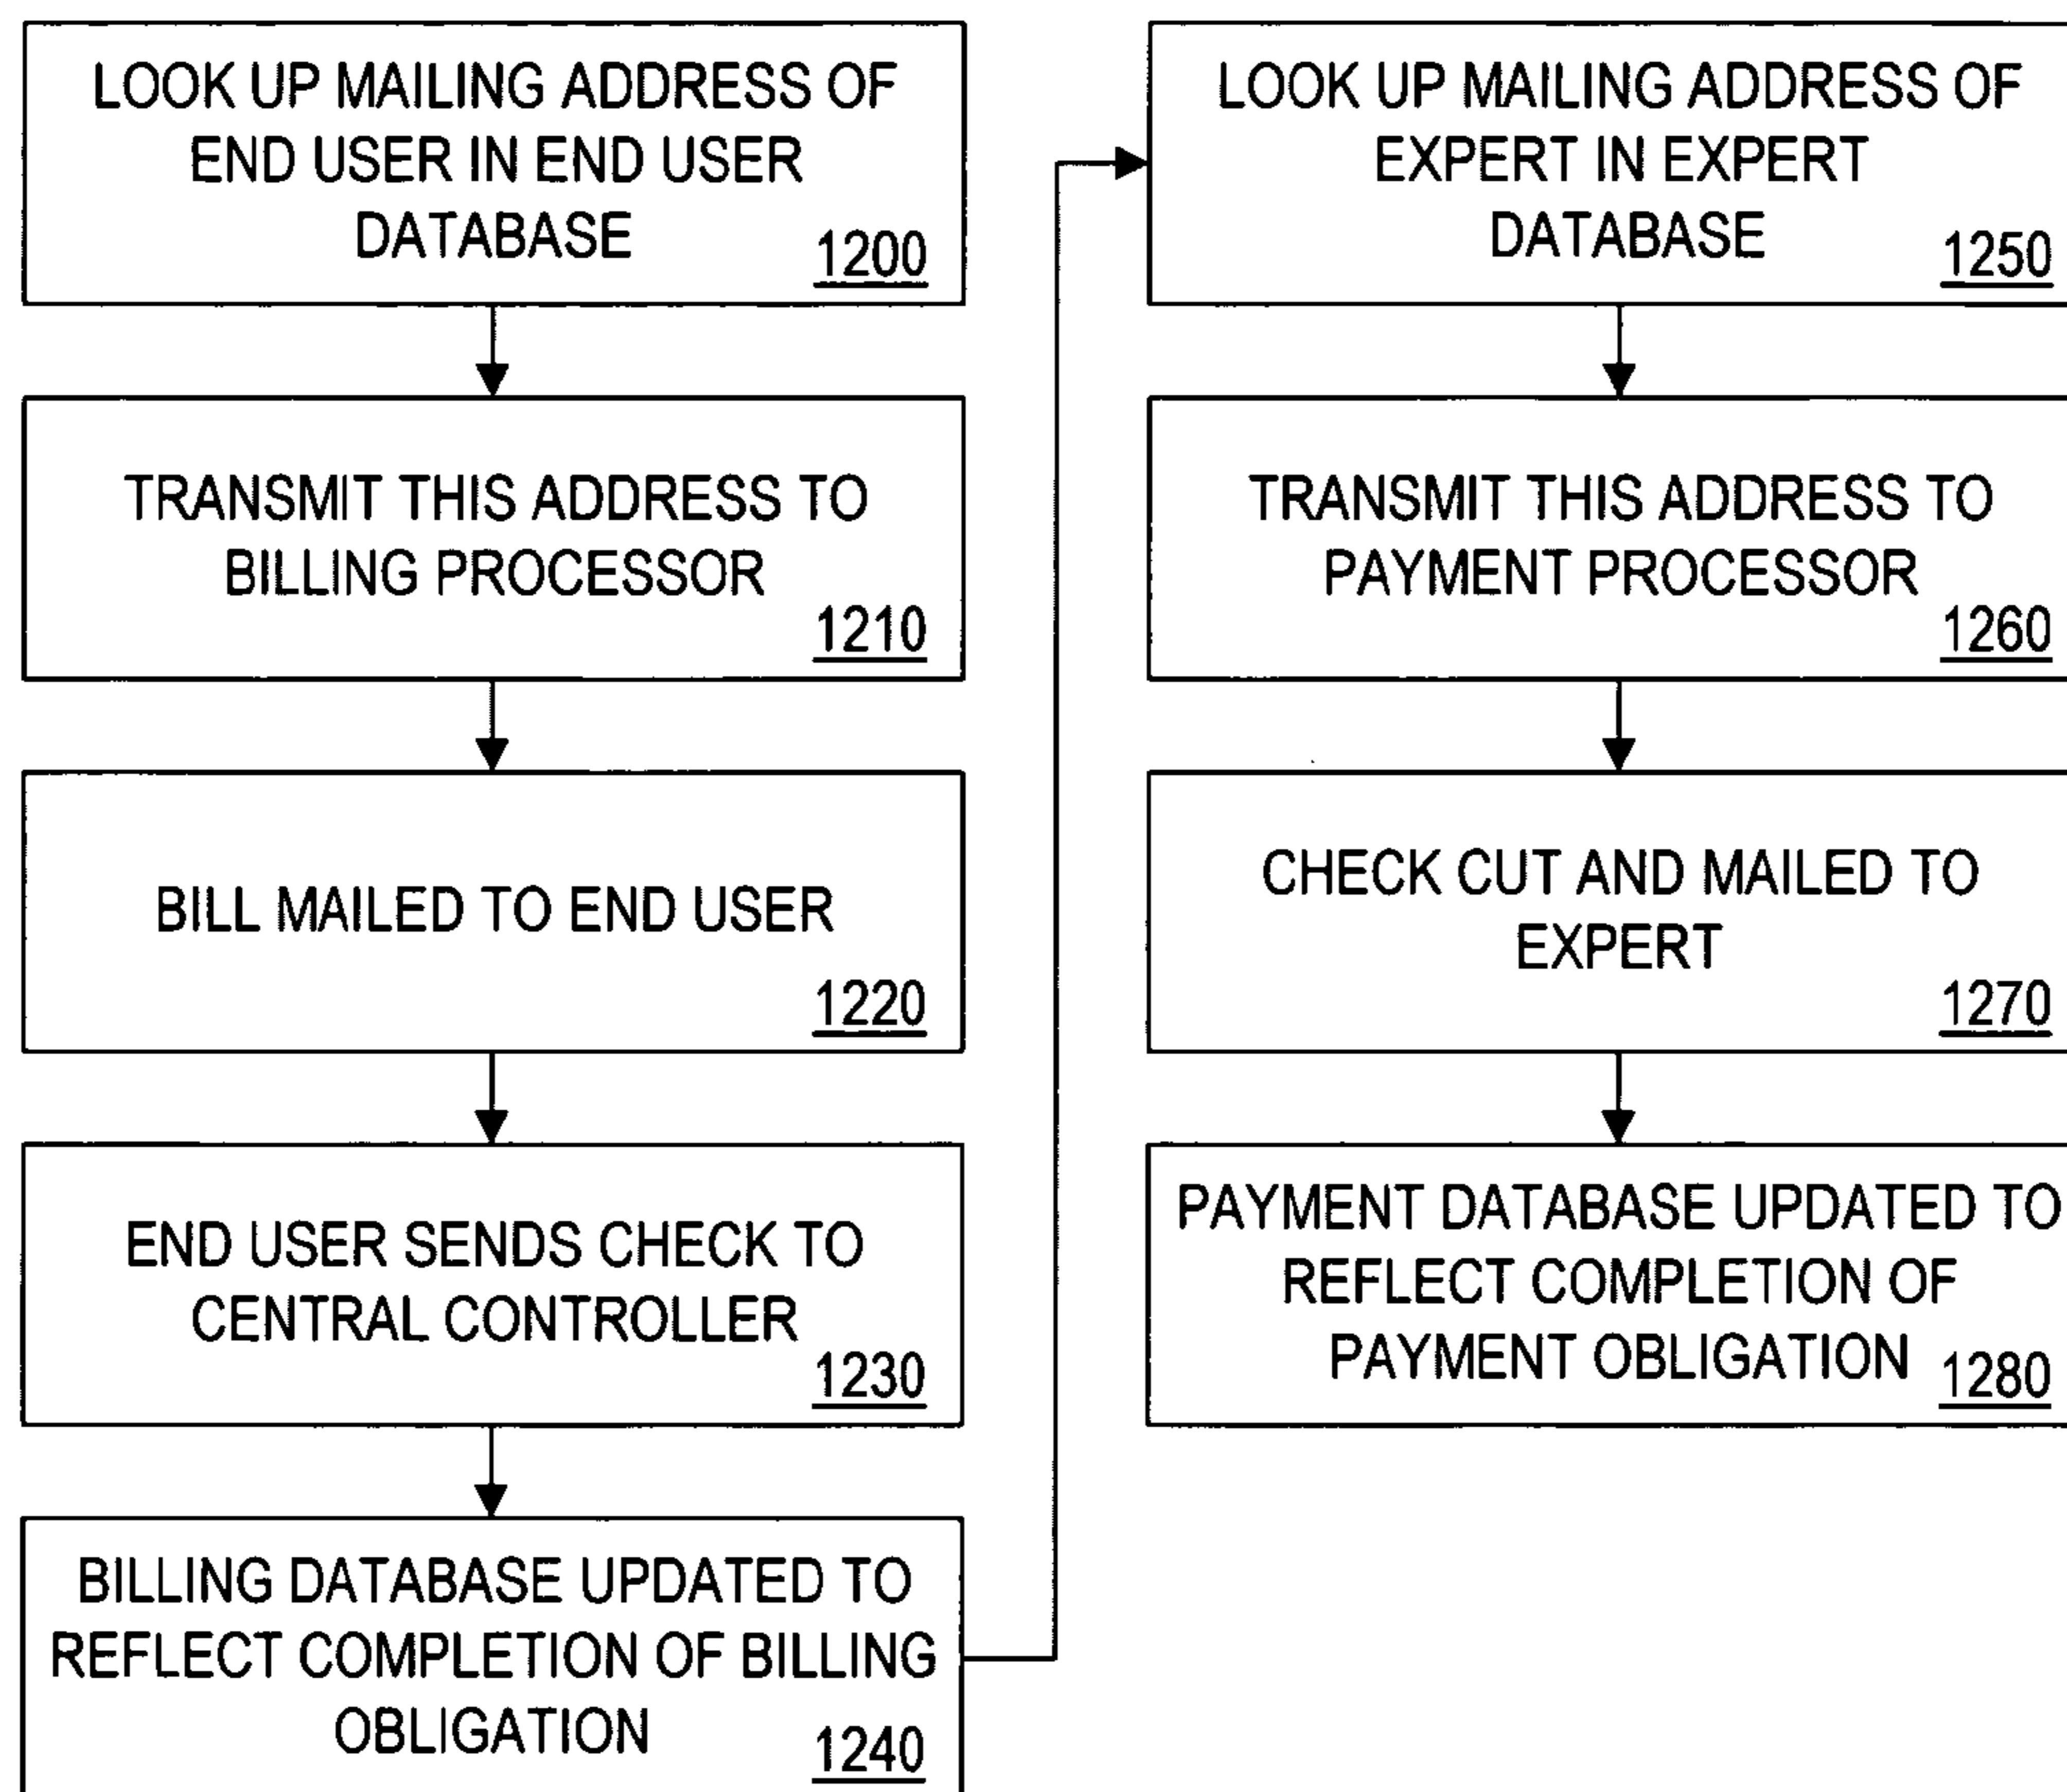 LOOK UP MAILING ADDRESS OF
END USER IN END USER
DATABASE
1200
TRANSMIT THIS ADDRESS TO
BILLING PROCESSOR
1210
BILL MAILED TO END USER
1220
END USER SENDS CHECK TO
CENTRAL CONTROLLER
1230
BILLING DATABASE UPDATED TO
REFLECT COMPLETION OF BILLING
OBLIGATION
1240
LOOK UP MAILING ADDRESS OF
EXPERT IN EXPERT
DATABASE
1250
TRANSMIT THIS ADDRESS TO
PAYMENT PROCESSOR
1260
CHECK CUT AND MAILED TO
EXPERT
1270
PAYMENT DATABASE UPDATED TO
REFLECT COMPLETION OF
PAYMENT OBLIGATION
1280